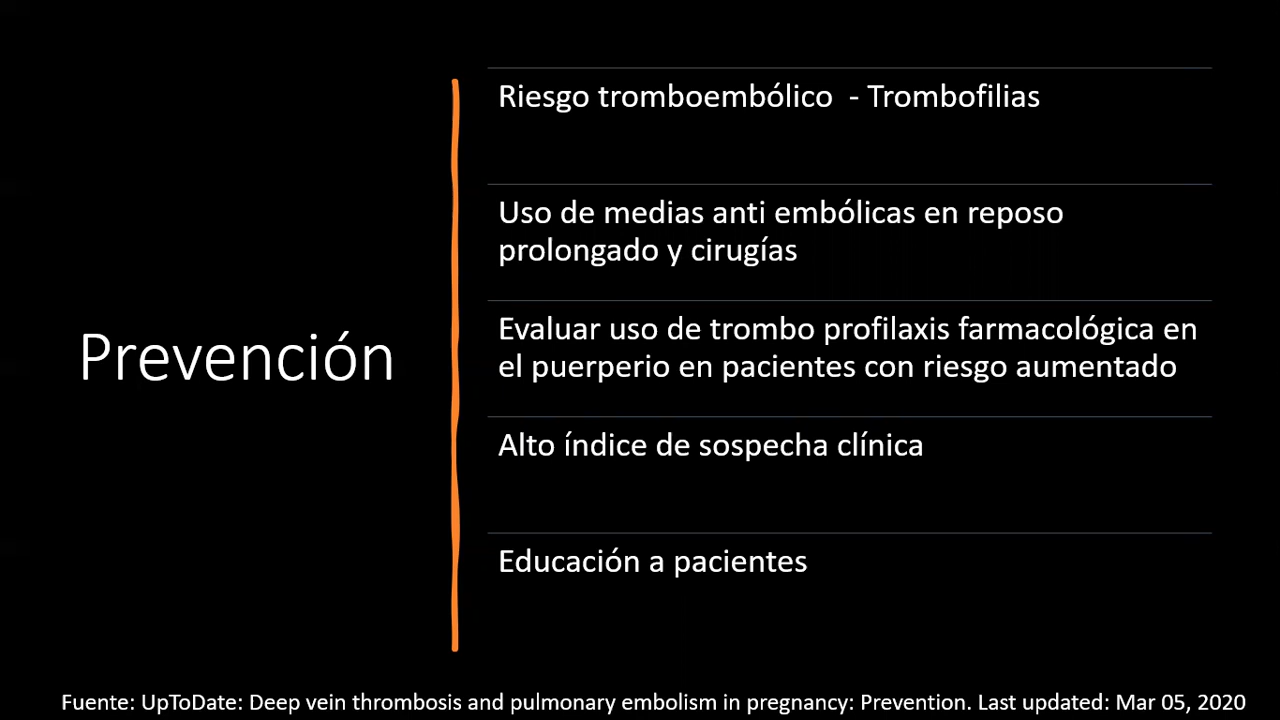 Prevención
Riesgo tromboembólico - Trombofilias
Uso de medias anti embólicas en reposo
prolongado y cirugías
Evaluar uso de trombo profilaxis farmacológica en
el puerperio en pacientes con riesgo aumentado
Alto índice de sospecha clínica
Educación a pacientes
Fuente: UpToDate: Deep vein thrombosis and pulmonary embolism in pregnancy: Prevention. Last updated: Mar 05, 2020